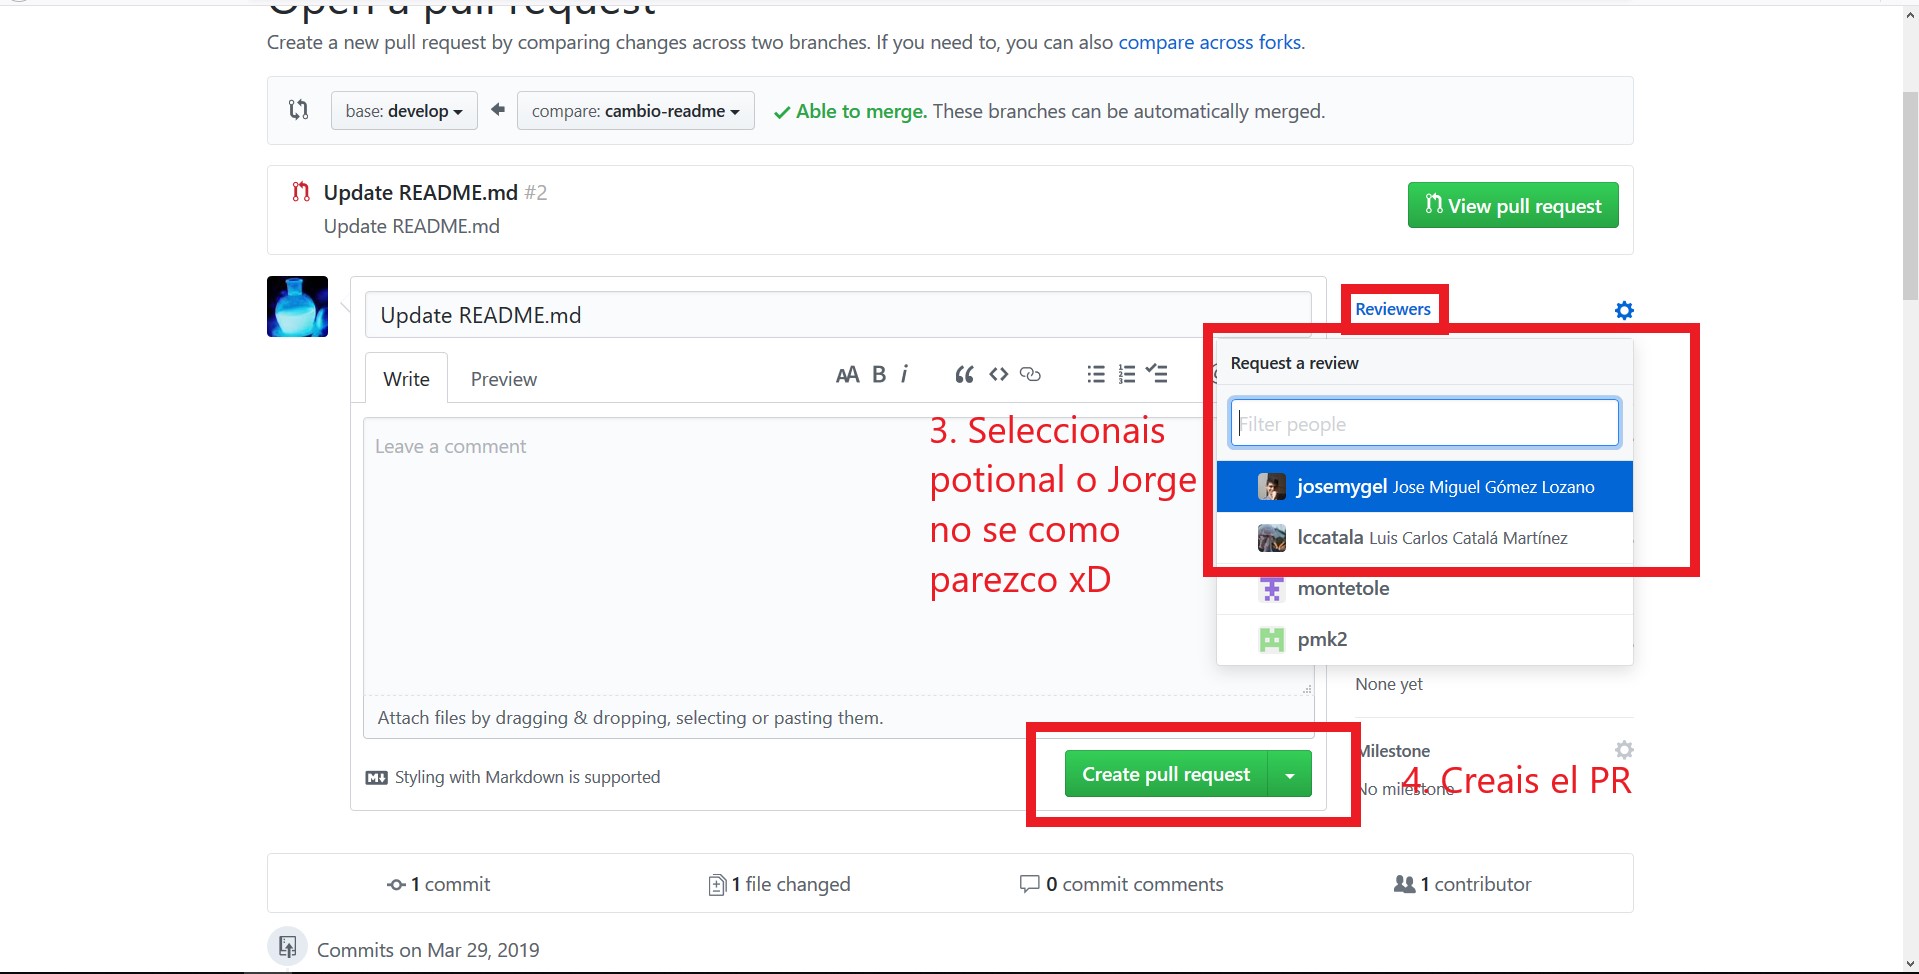 Open a pull request
Create a new pull request by comparing changes across two branches. If you need to, you can also compare across forks.
base: develop
compare: cambio-readme
Able to merge. These branches can be automatically merged.
Update README.md #2
Update README.md
View pull request
Update README.md
Reviewers
Write
Preview
AA B i
Request a review
Filter people
Leave a comment
3. Seleccionais
potional o Jorge
no se como
parezco xD
josemygel Jose Miguel Gómez Lozano
lccatala Luis Carlos Catalá Martínez
montetole
pmk2
None yet
Attach files by dragging & dropping, selecting or pasting them.
Styling with Markdown is supported
Create pull request
Milestone
No milestone
4. Creais el PR
1 commit
1 file changed
0 commit comments
1 contributor
Commits on Mar 29, 2019